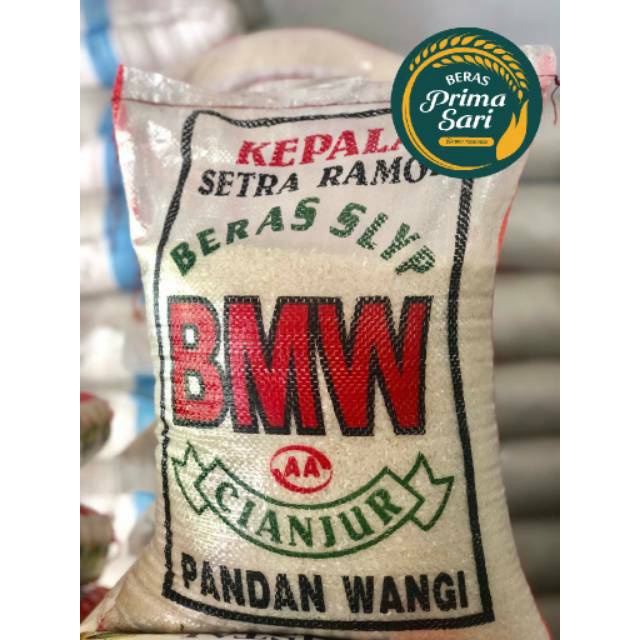 BERAS
Prima
Sari
KEPALA
SETRA RAMO
BERAS SLYP
BMW
AA
CIANJUR
PANDAN WANGI